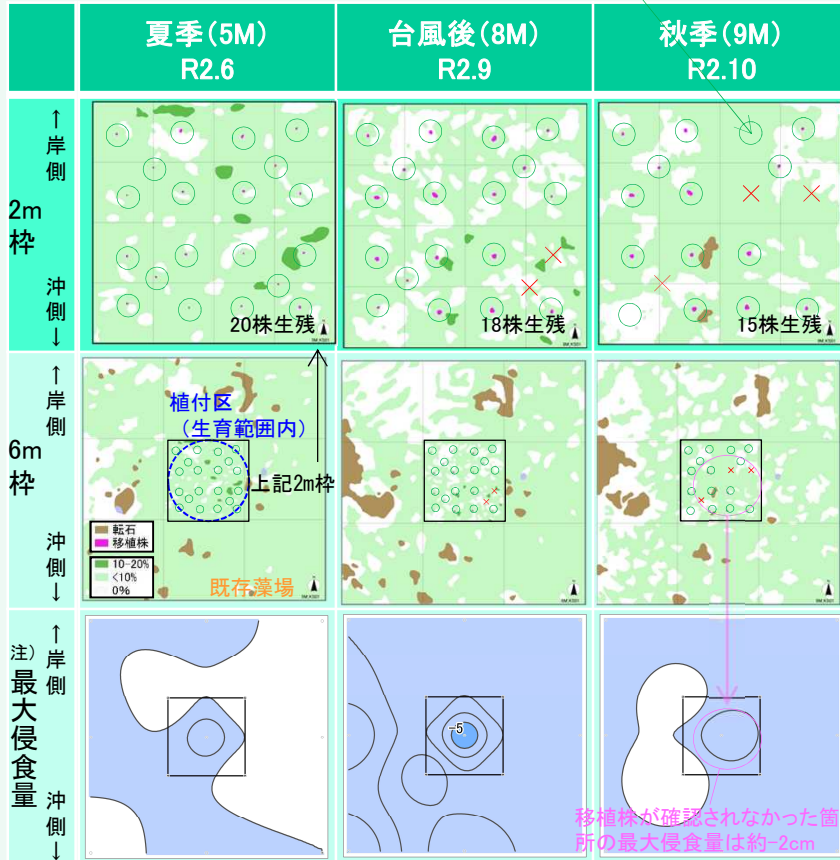 夏季(5M)
R2.6
台風後(8M)
R2.9
秋季(9M)
R2.10
↑
岸
側
2m
枠
沖
側
↓
20株生残
18株生残
15株生残
↑
岸
側
6m
枠
沖
側
↓
植付区
(生育範囲内)
上記2m枠
転石
移植株
10-20%
<10%
0%
既存藻場
↑
岸
側
注)
最
大
侵
食
量
沖
側
↓
-5
移植株が確認されなかった箇
所の最大侵食量は約-2cm